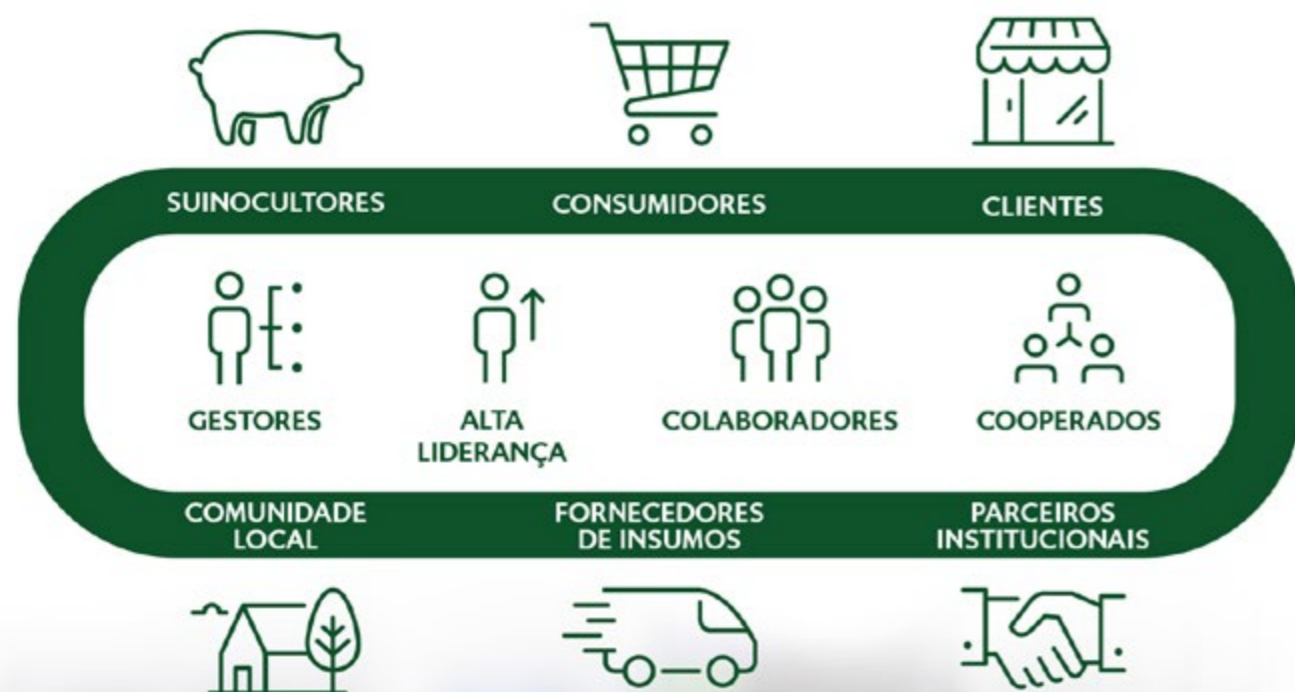 SUINOCULTORES
CONSUMIDORES
CLIENTES
GESTORES
ALTA
LIDERANÇA
COLABORADORES
COOPERADOS
COMUNIDADE
LOCAL
FORNECEDORES
DE INSUMOS
PARCEIROS
INSTITUCIONAIS